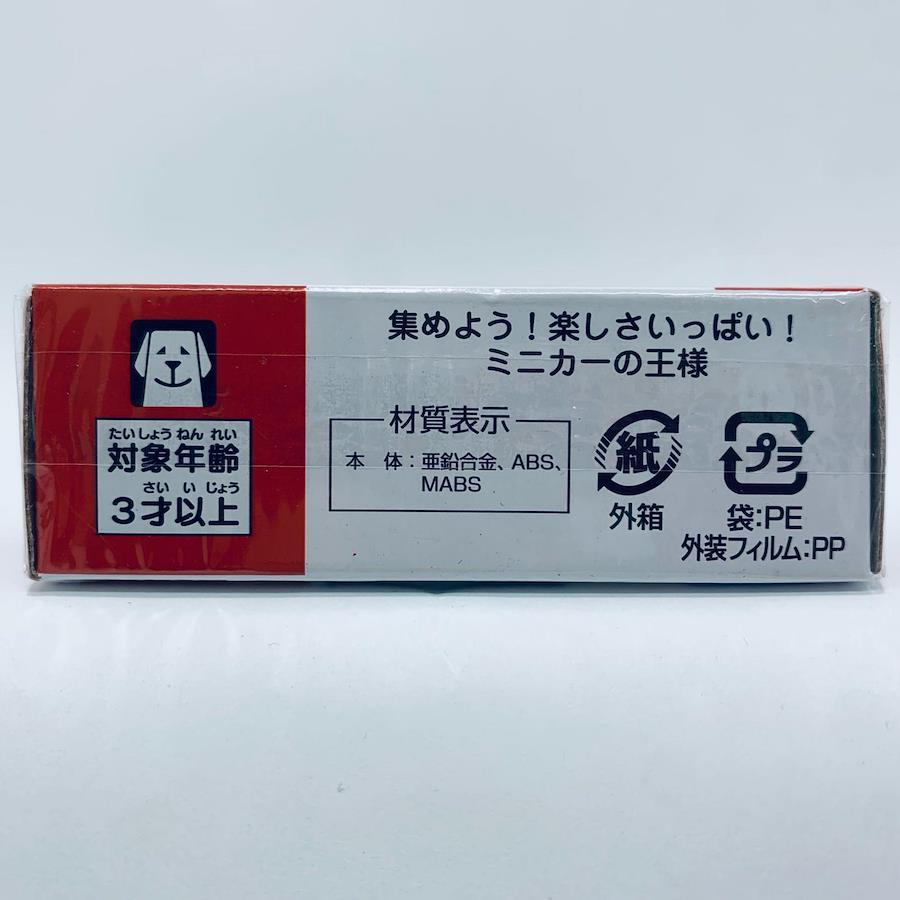 集めよう！楽しさいっぱい！
ミニカーの王様
たいしょうねんれい
対象年齢
さいいじょう
3才以上
材質表示
本　体：亜鉛合金、ABS、
MABS
紙
外箱
プラ
袋:PE
外装フィルム:PP